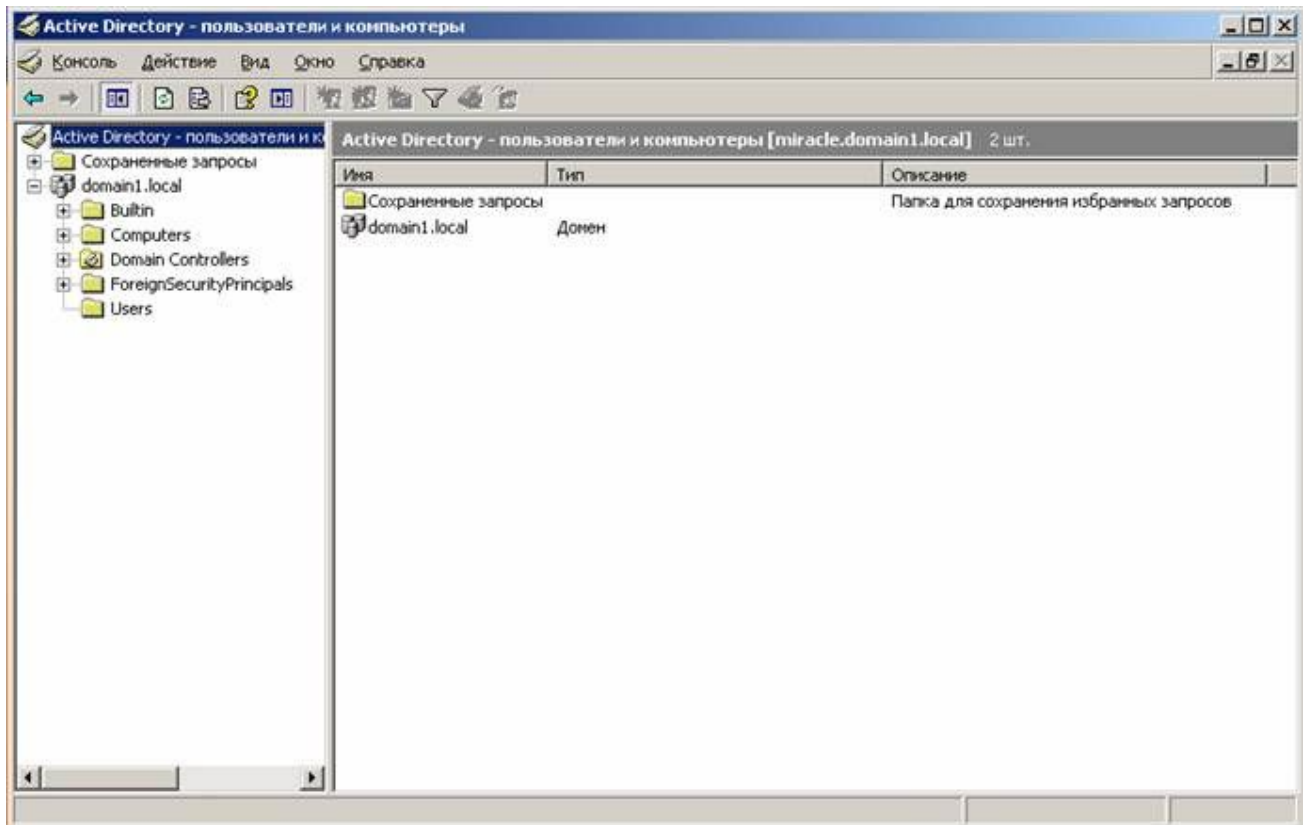 Active Directory - пользователи и компьютеры
Консоль Действие Вид Окно Справка
Active Directory - пользователи и к
Сохраненные запросы
domain1.local
Builtin
Computers
Domain Controllers
ForeignSecurityPrincipals
Users
Active Directory - пользователи и компьютеры [miracle.domain1.local] 2 шт.
Имя Тип Описание
Сохраненные запросы Папка для сохранения избранных запросов
domain1.local Домен